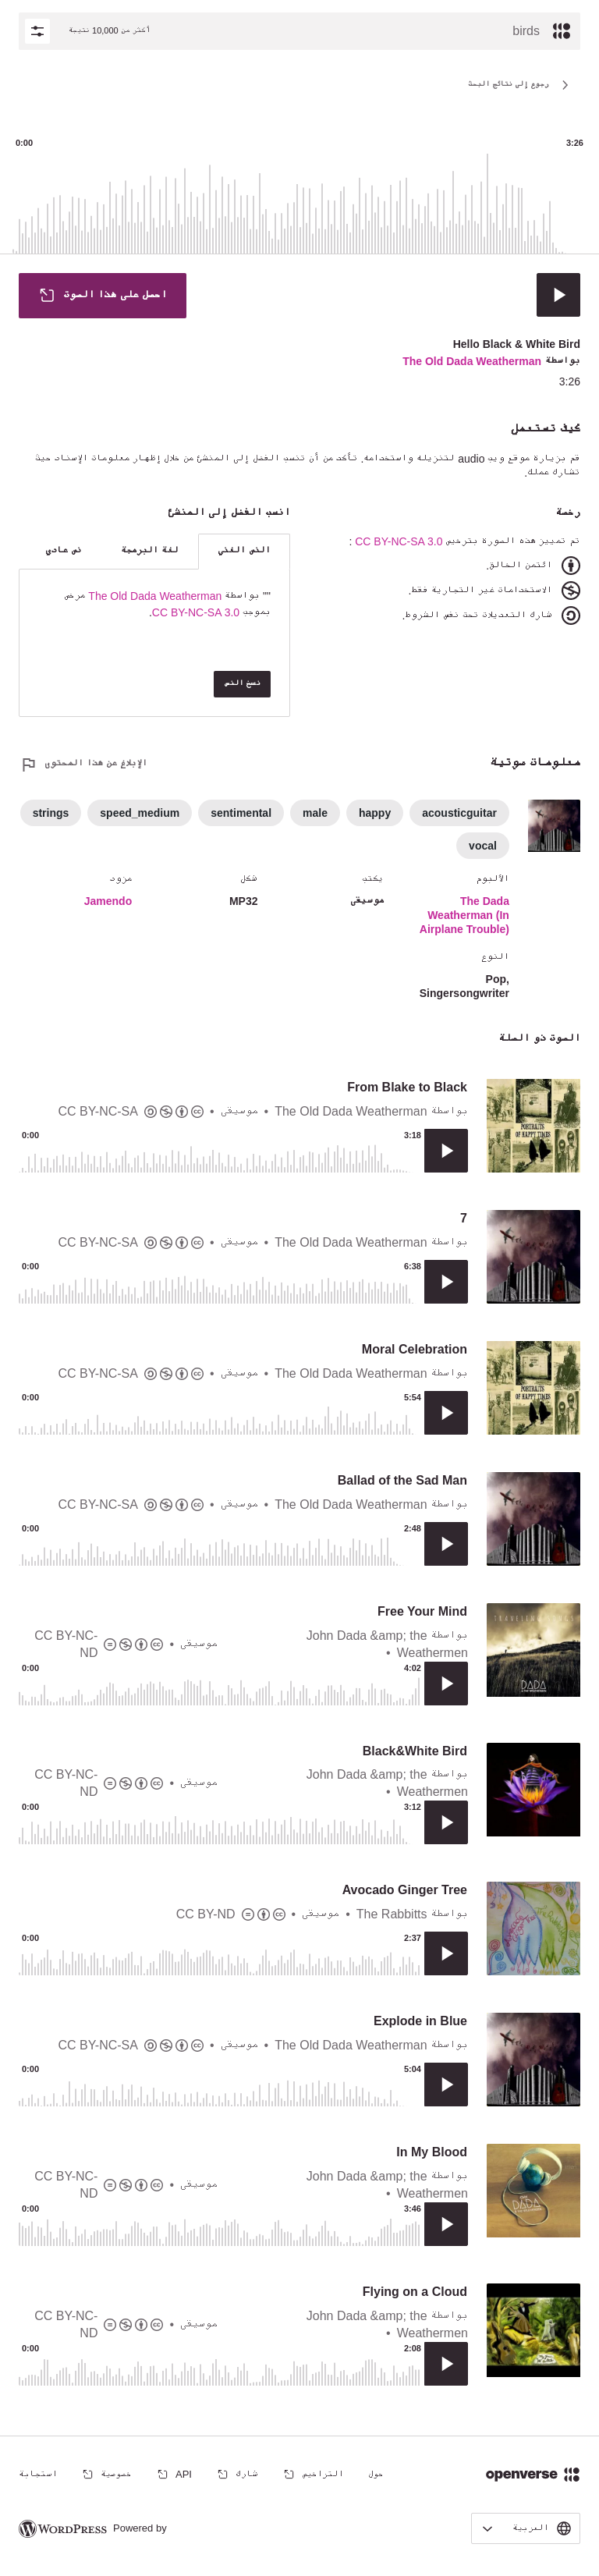 birds
أكثر من 10,000 نتيجة
رجوع إلى نتائج البحث
0:00
3:26
احصل على هذا الصوت
Hello Black & White Bird
بواسطة The Old Dada Weatherman
3:26
كيف تستعمل
قم بزيارة موقع ويب audio لتنزيله واستخدامه. تأكد من أن تنسب الفضل إلى المنشئ من خلال إظهار معلومات الإسناد حيث
تشارك عملك.
رخصة
تم تمييز هذه الصورة بترخيص CC BY-NC-SA 3.0 :
ائتمن الخالق.
الاستخدامات غير التجارية فقط.
شارك التعديلات تحت نفس الشروط.
انسب الفضل إلى المنشئ
النص الغني
لغة البرمجة
نص عادي
"" بواسطة The Old Dada Weatherman مرخص
بموجب CC BY-NC-SA 3.0.
نسخ النص
معلومات صوتية
الإبلاغ عن هذا المحتوى
acousticguitar
happy
male
sentimental
speed_medium
strings
vocal
الألبوم
The Dada
Weatherman (In
Airplane Trouble)
يكتب
موسيقى
شكل
MP32
مزود
Jamendo
النوع
Pop,
Singersongwriter
الصوت ذو الصلة
From Blake to Black
بواسطة The Old Dada Weatherman • موسيقى • CC BY-NC-SA
0:00
3:18
7
بواسطة The Old Dada Weatherman • موسيقى • CC BY-NC-SA
0:00
6:38
Moral Celebration
بواسطة The Old Dada Weatherman • موسيقى • CC BY-NC-SA
0:00
5:54
Ballad of the Sad Man
بواسطة The Old Dada Weatherman • موسيقى • CC BY-NC-SA
0:00
2:48
Free Your Mind
بواسطة John Dada &amp; the
Weathermen •
موسيقى •
CC BY-NC-
ND
0:00
4:02
Black&White Bird
بواسطة John Dada &amp; the
Weathermen •
موسيقى •
CC BY-NC-
ND
0:00
3:12
Avocado Ginger Tree
بواسطة The Rabbitts • موسيقى • CC BY-ND
0:00
2:37
Explode in Blue
بواسطة The Old Dada Weatherman • موسيقى • CC BY-NC-SA
0:00
5:04
In My Blood
بواسطة John Dada &amp; the
Weathermen •
موسيقى •
CC BY-NC-
ND
0:00
3:46
Flying on a Cloud
بواسطة John Dada &amp; the
Weathermen •
موسيقى •
CC BY-NC-
ND
0:00
2:08
openverse
حول
التراخيص
شارك
API
خصوصية
استجابة
العربية
Powered by WORDPRESS